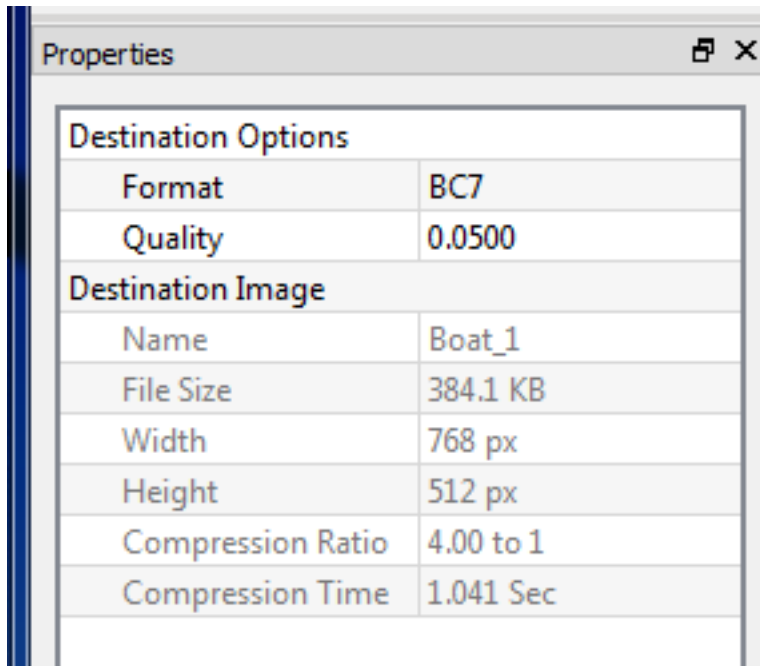 Properties
Destination Options
Format BC7
Quality 0.0500
Destination Image
Name Boat_1
File Size 384.1 KB
Width 768 px
Height 512 px
Compression Ratio 4.00 to 1
Compression Time 1.041 Sec